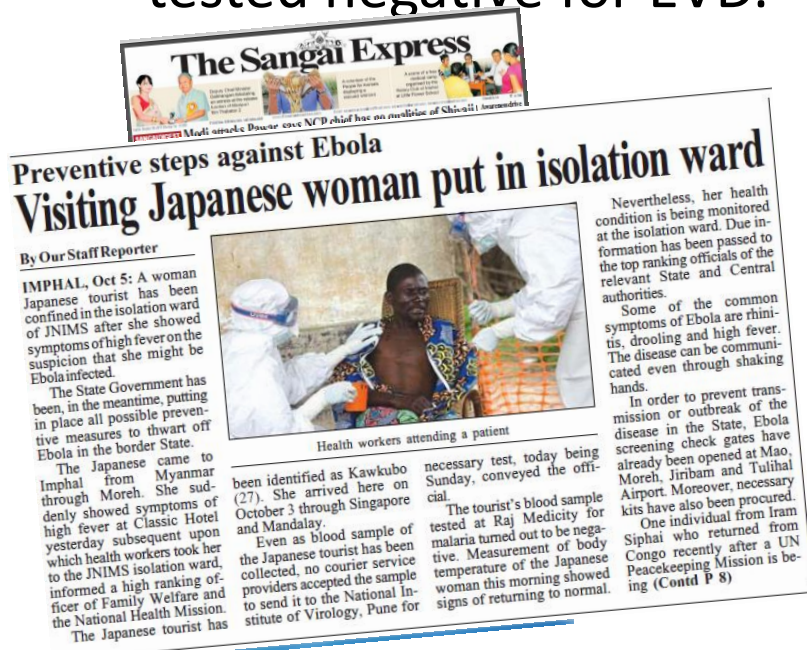 tested negative for EVD.
The Sangai Express
Modi attacks Pawar, says NCP chief has no qualities of Shivaji
Preventive steps against Ebola
Visiting Japanese woman put in isolation ward
By Our Staff Reporter
IMPHAL, Oct 5: A woman
Japanese tourist has been
confined in the isolation ward
of JNIMS after she showed
symptoms of high fever on the
suspicion that she might be
Ebola infected.
The State Government has
been, in the meantime, putting
in place all possible preven-
tive measures to thwart off
Ebola in the border State.
The Japanese came to
Imphal from Myanmar
through Moreh. She sud-
denly showed symptoms of
high fever at Classic Hotel
yesterday subsequent upon
which health workers took her
to the JNIMS isolation ward,
informed a high ranking of-
ficer of Family Welfare and
the National Health Mission.
The Japanese tourist has
Health workers attending a patient
been identified as Kawkubo
(27). She arrived here on
October 3 through Singapore
and Mandalay.
Even as blood sample of
the Japanese tourist has been
collected, no courier service
providers accepted the sample
to send it to the National In-
stitute of Virology, Pune for
necessary test, today being
Sunday, conveyed the offi-
cial.
The tourist's blood sample
tested at Raj Medicity for
malaria turned out to be nega-
tive. Measurement of body
temperature of the Japanese
woman this morning showed
signs of returning to normal.
Nevertheless, her health
condition is being monitored
at the isolation ward. Due in-
formation has been passed to
the top ranking officials of the
relevant State and Central
authorities.
Some of the common
symptoms of Ebola are rhini-
tis, drooling and high fever.
The disease can be communi-
cated even through shaking
hands.
In order to prevent trans-
mission or outbreak of the
disease in the State, Ebola
screening check gates have
already been opened at Mao,
Moreh, Jiribam and Tulihal
Airport. Moreover, necessary
kits have also been procured.
One individual from Iram
Siphai who returned from
Congo recently after a UN
Peacekeeping Mission is be-
ing (Contd P 8)